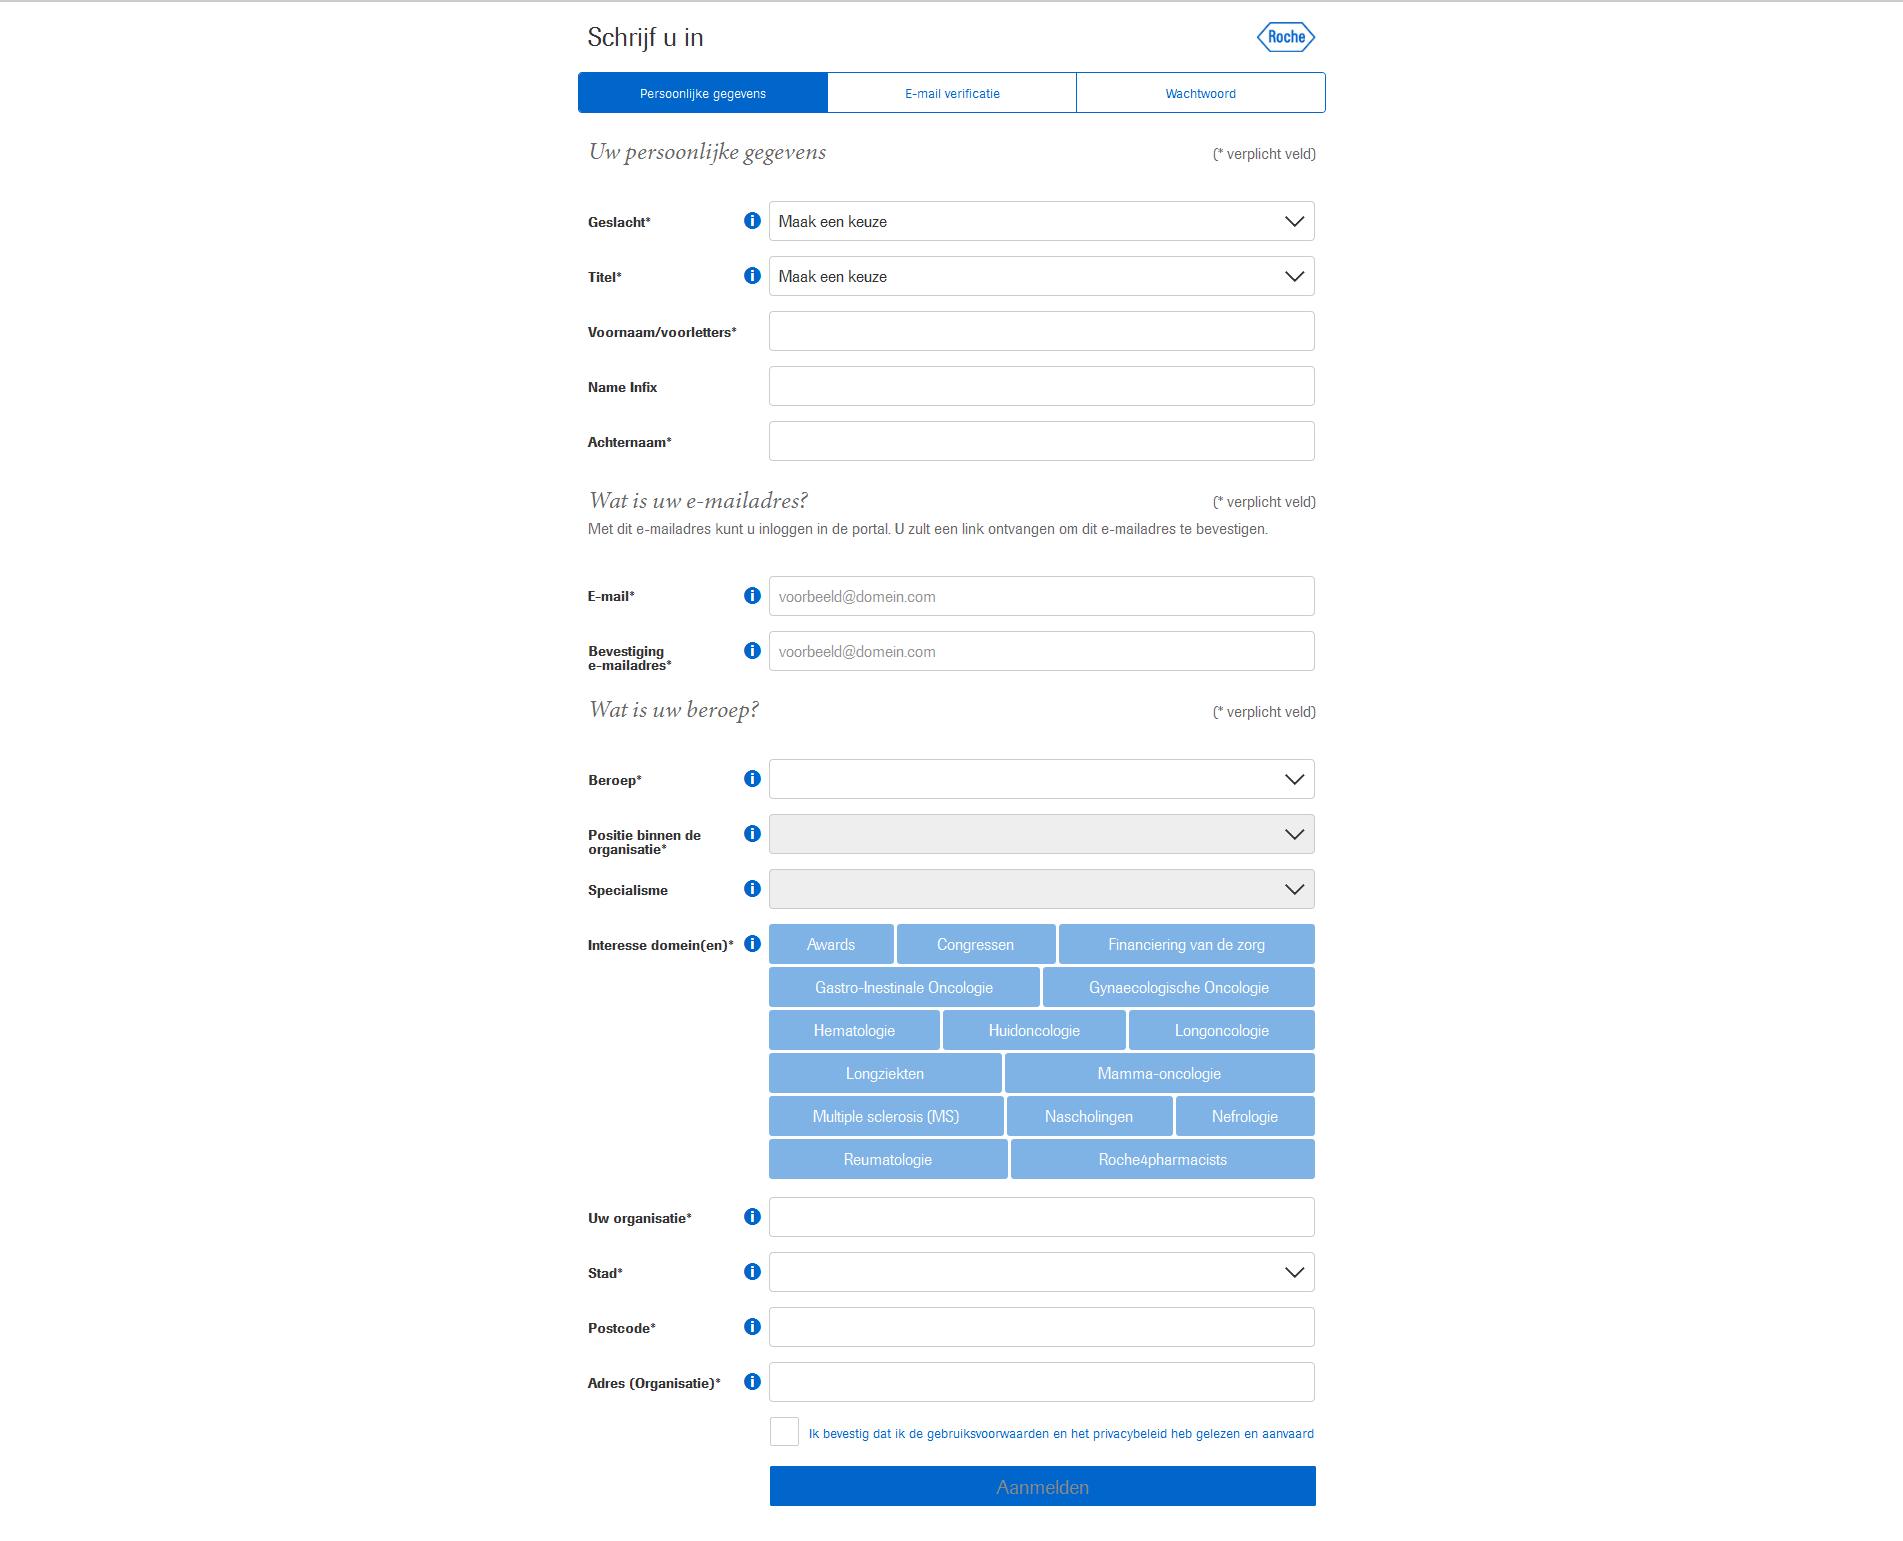 Schrijf u in
Roche
Persoonlijke gegevens
E-mail verificatie
Wachtwoord
Uw persoonlijke gegevens
(* verplicht veld)
Geslacht*
i
Maak een keuze
Titel*
i
Maak een keuze
Voornaam/voorletters*
Name Infix
Achternaam*
Wat is uw e-mailadres?
(* verplicht veld)
Met dit e-mailadres kunt u inloggen in de portal. U zult een link ontvangen om dit e-mailadres te bevestigen.
E-mail*
i
voorbeeld@domein.com
Bevestiging
e-mailadres*
i
voorbeeld@domein.com
Wat is uw beroep?
(* verplicht veld)
Beroep*
i
Positie binnen de
organisatie*
i
Specialisme
i
Interesse domein(en)*
i
Awards
Congressen
Financiering van de zorg
Gastro-Inestinale Oncologie
Gynaecologische Oncologie
Hematologie
Huidoncologie
Longoncologie
Longziekten
Mamma-oncologie
Multiple sclerosis (MS)
Nascholingen
Nefrologie
Reumatologie
Roche4pharmacists
Uw organisatie*
i
Stad*
i
Postcode*
i
Adres (Organisatie)*
i
Ik bevestig dat ik de gebruiksvoorwaarden en het privacybeleid heb gelezen en aanvaard
Aanmelden